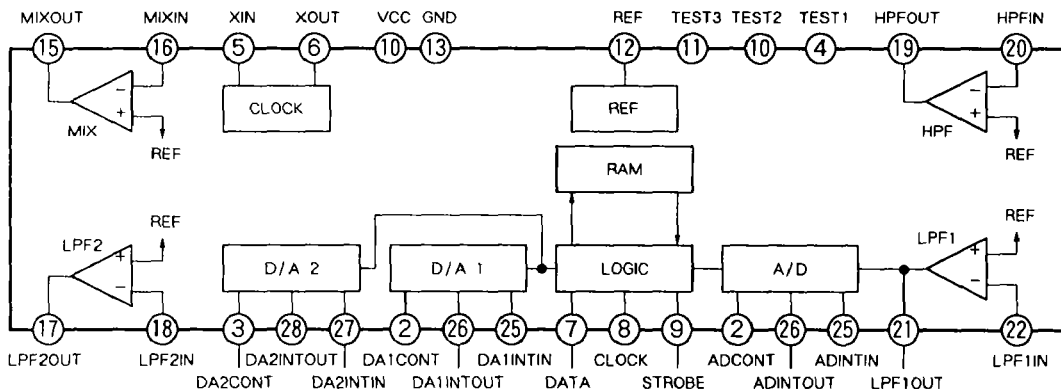 MIXOUT MIXIN XIN XOUT VCC GND REF TEST3 TEST2 TEST1 HPFOUT HPFIN
15 16 5 6 10 13 12 11 10 4 19 20
− + MIX REF
CLOCK
REF
− + HPF REF
RAM
REF LPF2 + −
D/A 2
D/A 1
LOGIC
A/D
REF LPF1 + −
17 18 3 28 27 2 26 25 7 8 9 2 26 25 21 22
LPF2OUT LPF2IN DA2INTOUT DA1CONT DA1INTIN CLOCK ADCONT ADINTIN LPF1IN
DA2CONT DA2INTIN DA1INTOUT DATA STROBE ADINTOUT LPF1OUT